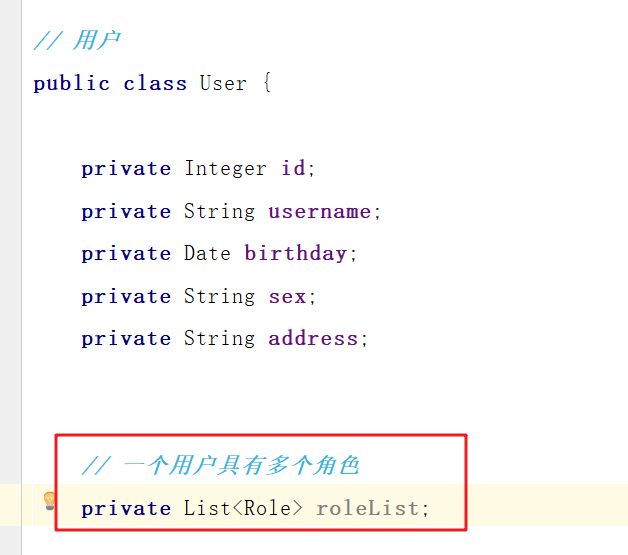 // 用户
public class User {
private Integer id;
private String username;
private Date birthday;
private String sex;
private String address;
// 一个用户具有多个角色
private List<Role> roleList;